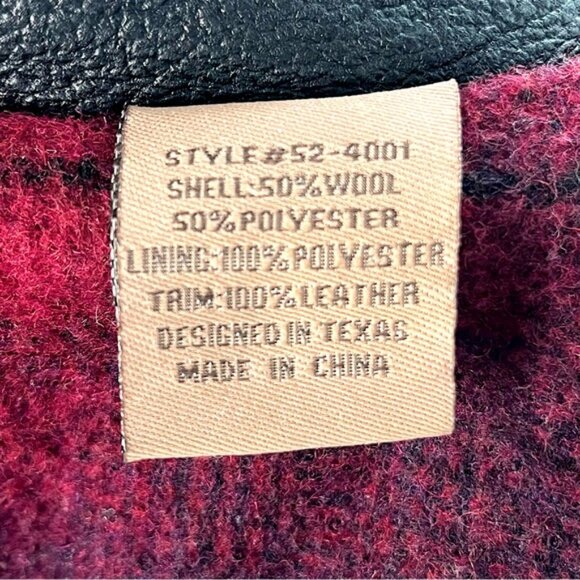 STYLE#52-4001
SHELL:50%WOOL
50%POLYESTER
LINING:100%POLYESTER
TRIM:100%LEATHER
DESIGNED IN TEXAS
MADE IN CHINA